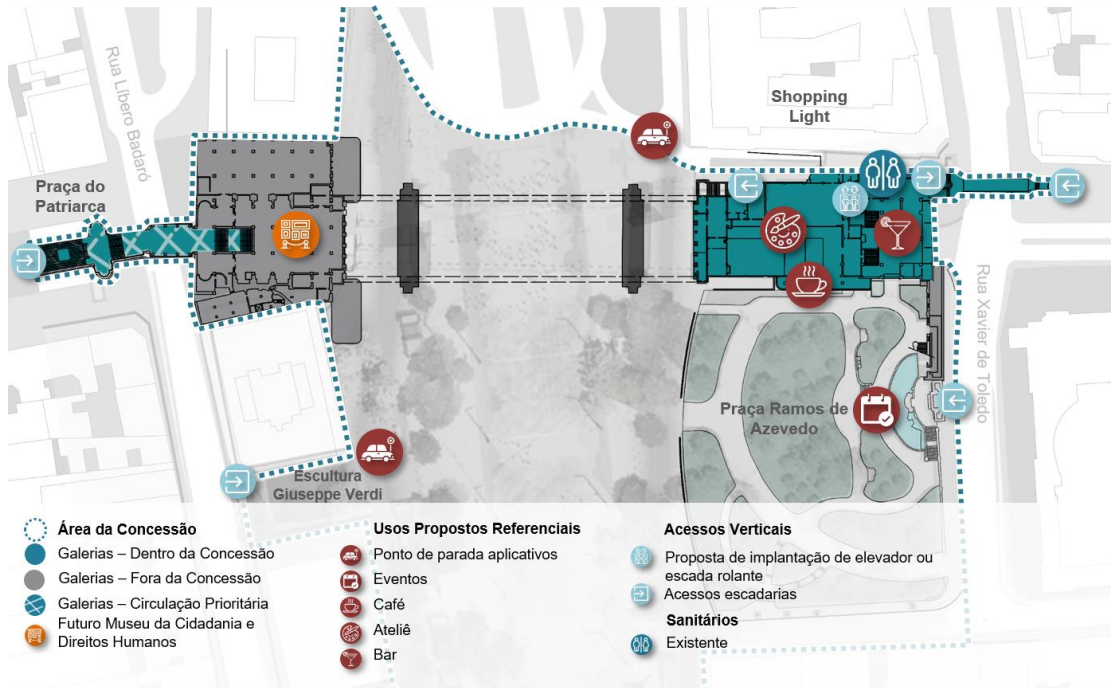 Rua Líbero Badaró
Shopping
Light
Praça do
Patriarca
Rua Xavier de Toledo
Praça Ramos de
Azevedo
Escultura
Giuseppe Verdi
Área da Concessão
Galerias – Dentro da Concessão
Galerias – Fora da Concessão
Galerias – Circulação Prioritária
Futuro Museu da Cidadania e
Direitos Humanos
Usos Propostos Referenciais
Ponto de parada aplicativos
Eventos
Café
Ateliê
Bar
Acessos Verticais
Proposta de implantação de elevador ou
escada rolante
Acessos escadarias
Sanitários
Existente